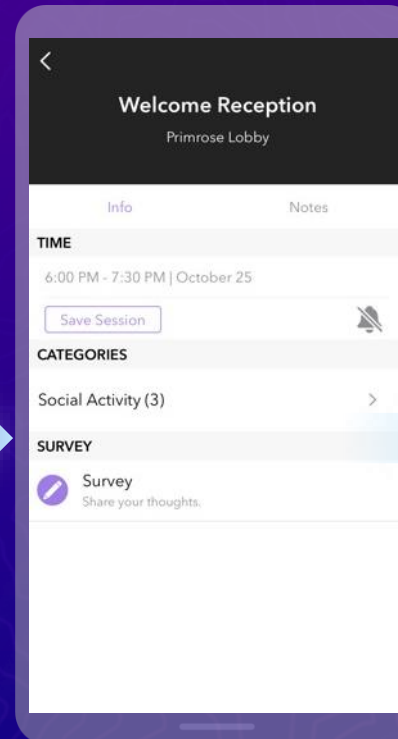 Welcome Reception
Primrose Lobby
Info Notes
TIME
6:00 PM - 7:30 PM | October 25
Save Session
CATEGORIES
Social Activity (3)
SURVEY
Survey
Share your thoughts.